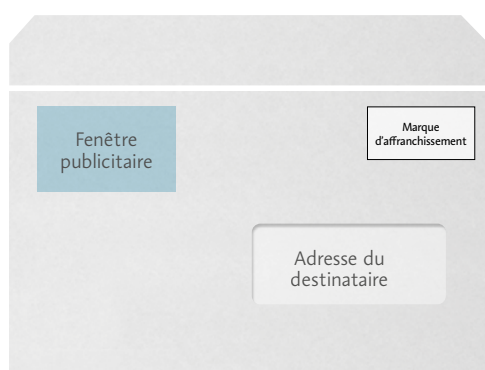 Fenêtre
publicitaire
Marque
d'affranchissement
Adresse du
destinataire